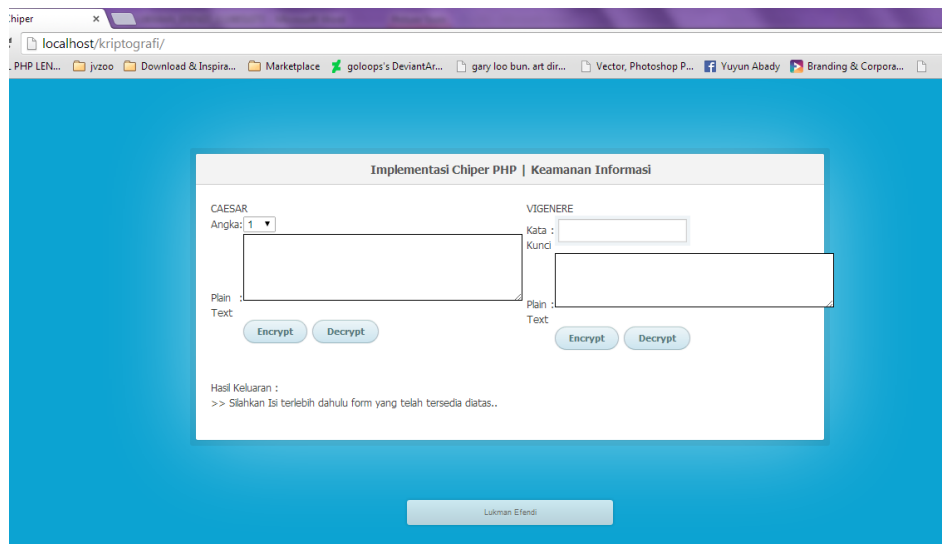 Chiper ×
localhost/kriptografi/
PHP LEN... jvzoo Download & Inspira... Marketplace goloops's DeviantAr... gary loo bun. art dir... Vector, Photoshop P... Yuyun Abady Branding & Corpora...
Implementasi Chiper PHP | Keamanan Informasi
CAESAR
Angka: 1
Plain :
Text
Encrypt Decrypt
VIGENERE
Kata :
Kunci
Plain :
Text
Encrypt Decrypt
Hasil Keluaran :
>> Silahkan Isi terlebih dahulu form yang telah tersedia diatas..
Lukman Efendi